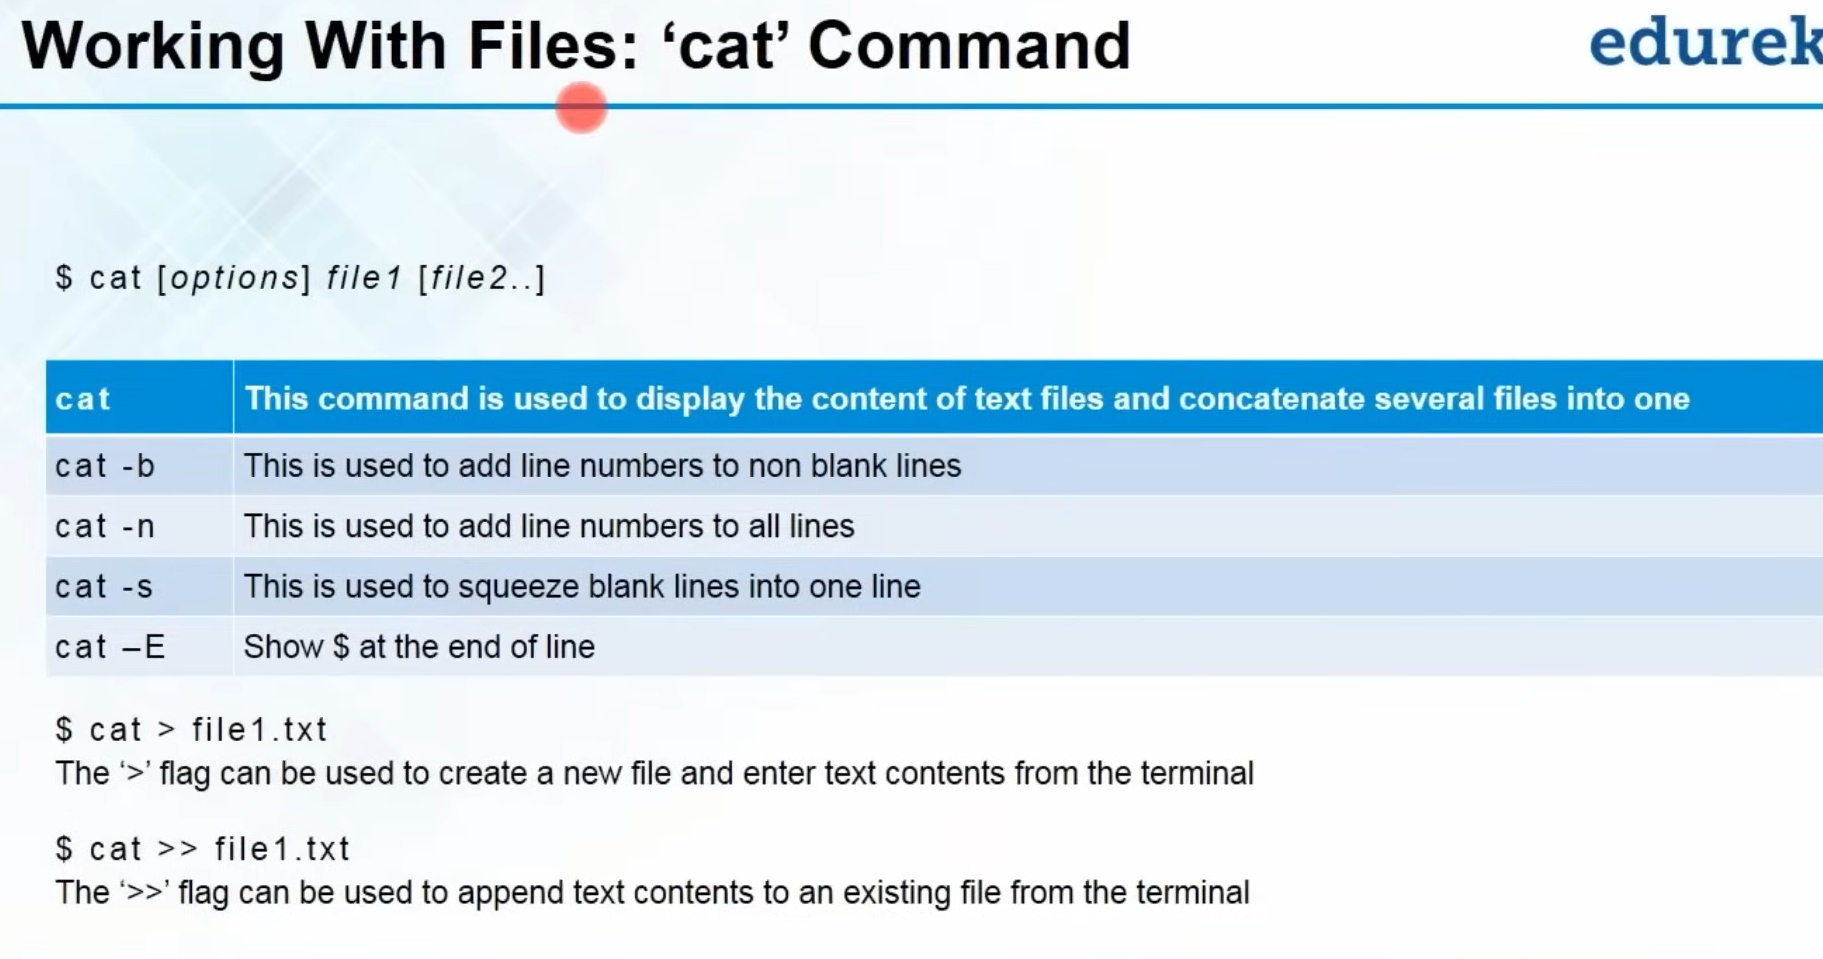 Working With Files: ‘cat’ Command
edurek
$ cat [options] file1 [file2..]
cat This command is used to display the content of text files and concatenate several files into one
cat -b This is used to add line numbers to non blank lines
cat -n This is used to add line numbers to all lines
cat -s This is used to squeeze blank lines into one line
cat –E Show $ at the end of line
$ cat > file1.txt
The ‘>’ flag can be used to create a new file and enter text contents from the terminal
$ cat >> file1.txt
The ‘>>’ flag can be used to append text contents to an existing file from the terminal